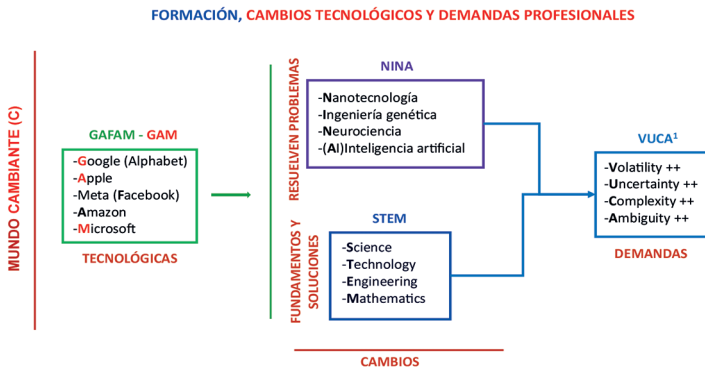 FORMACIÓN, CAMBIOS TECNOLÓGICOS Y DEMANDAS PROFESIONALES
MUNDO CAMBIANTE (C)
GAFAM - GAM
-Google (Alphabet)
-Apple
-Meta (Facebook)
-Amazon
-Microsoft
TECNOLÓGICAS
RESUELVEN PROBLEMAS
NINA
-Nanotecnología
-Ingeniería genética
-Neurociencia
-(AI)Inteligencia artificial
FUNDAMENTOS Y
SOLUCIONES
STEM
-Science
-Technology
-Engineering
-Mathematics
CAMBIOS
VUCA¹
-Volatility ++
-Uncertainty ++
-Complexity ++
-Ambiguity ++
DEMANDAS